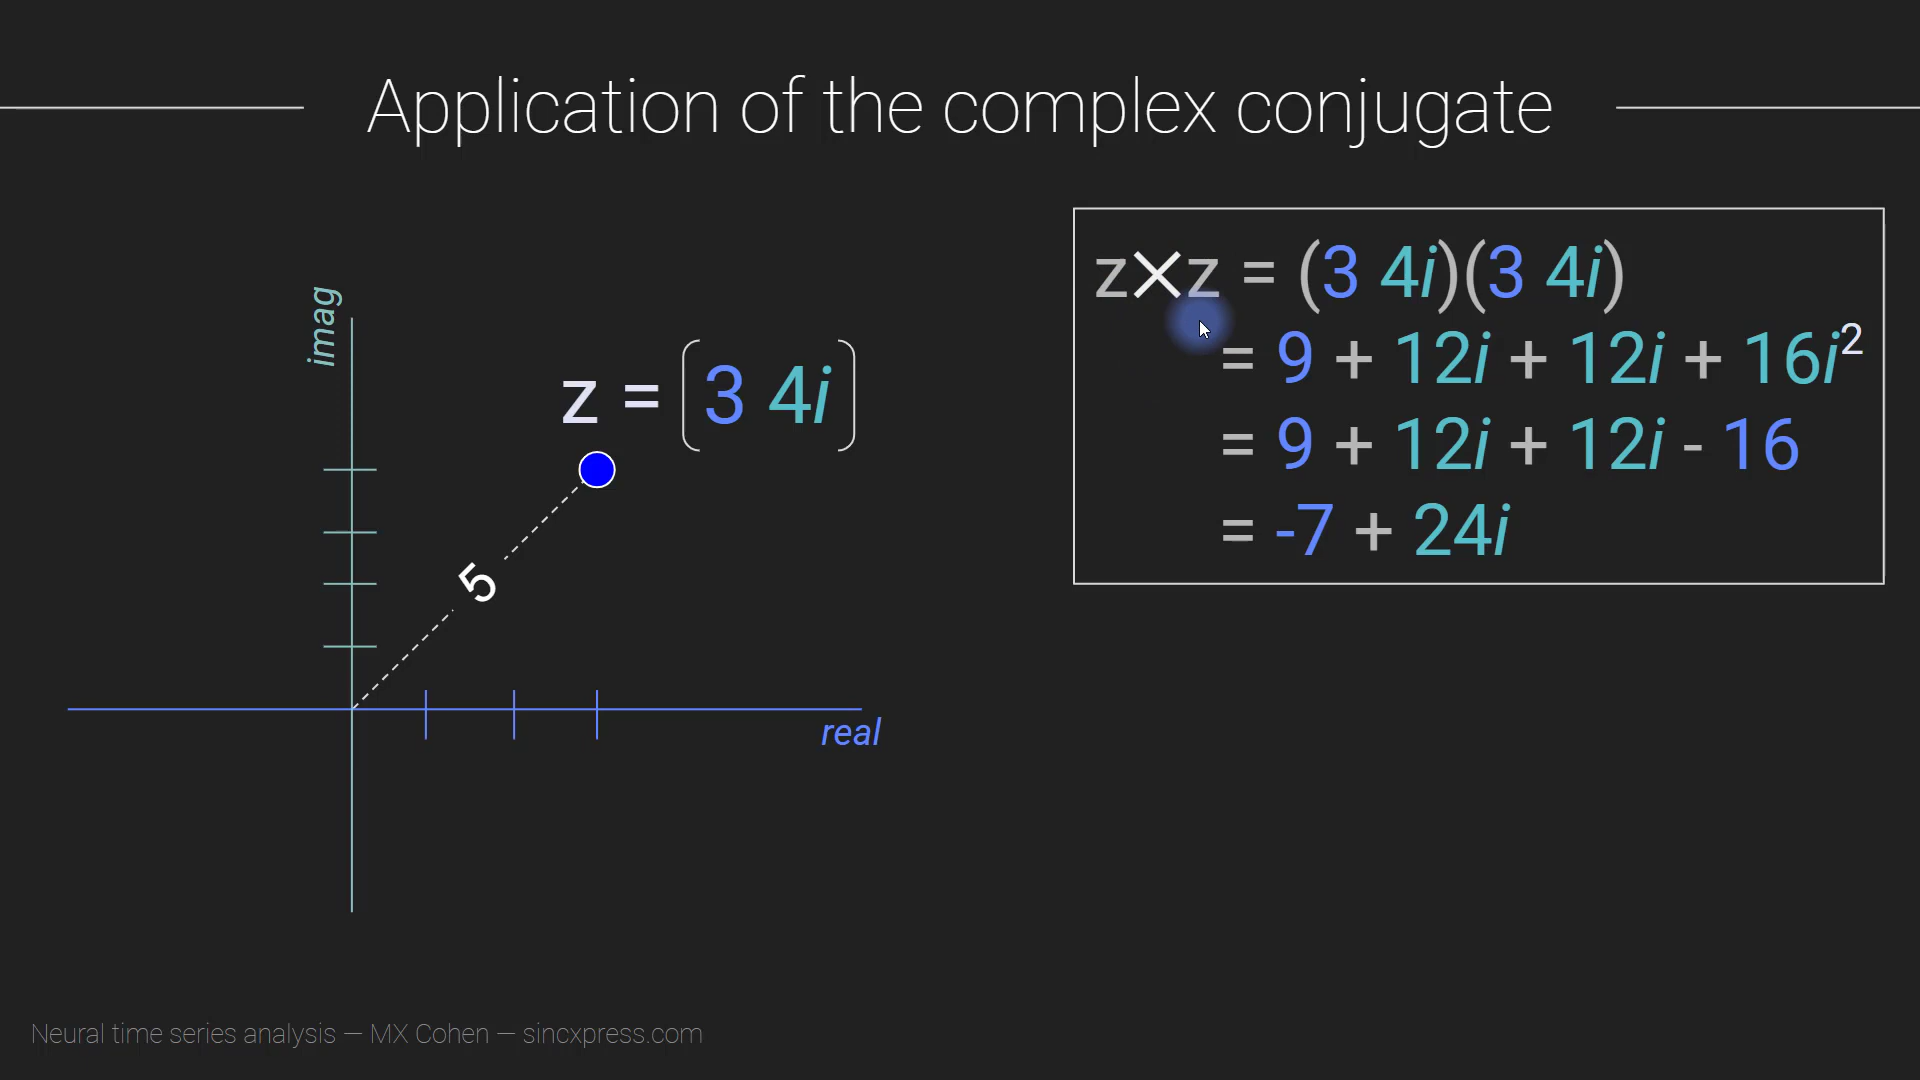 Application of the complex conjugate
imag
z = [3 4i]
5
real
z×z = (3 4i)(3 4i)
= 9 + 12i + 12i + 16i²
= 9 + 12i + 12i - 16
= -7 + 24i
Neural time series analysis — MX Cohen — sincxpress.com